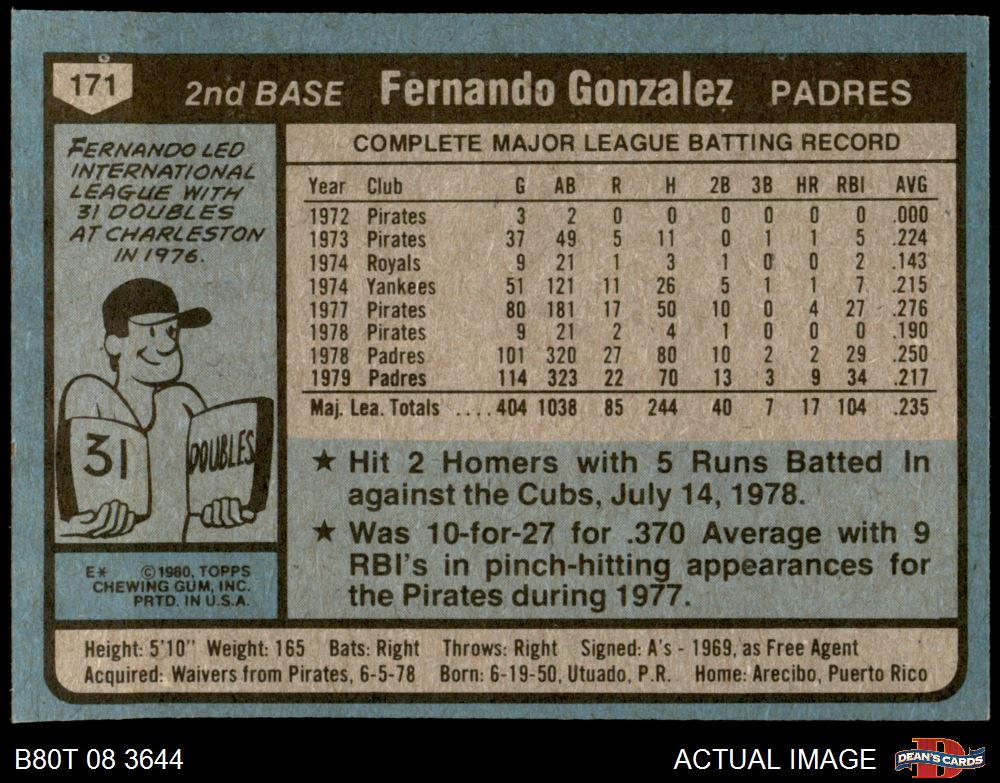 171
2nd BASE Fernando Gonzalez PADRES
FERNANDO LED
INTERNATIONAL
LEAGUE WITH
31 DOUBLES
AT CHARLESTON
IN 1976.
31 DOUBLES
E* ©1980, TOPPS
CHEWING GUM, INC.
PRTD. IN U.S.A.
COMPLETE MAJOR LEAGUE BATTING RECORD
Year Club G AB R H 2B 3B HR RBI AVG
1972 Pirates 3 2 0 0 0 0 0 0 .000
1973 Pirates 37 49 5 11 0 1 1 5 .224
1974 Royals 9 21 1 3 1 0 0 2 .143
1974 Yankees 51 121 11 26 5 1 1 7 .215
1977 Pirates 80 181 17 50 10 0 4 27 .276
1978 Pirates 9 21 2 4 1 0 0 0 .190
1978 Padres 101 320 27 80 10 2 2 29 .250
1979 Padres 114 323 22 70 13 3 9 34 .217
Maj. Lea. Totals ....404 1038 85 244 40 7 17 104 .235
★ Hit 2 Homers with 5 Runs Batted In
against the Cubs, July 14, 1978.
★ Was 10-for-27 for .370 Average with 9
RBI's in pinch-hitting appearances for
the Pirates during 1977.
Height: 5'10" Weight: 165 Bats: Right Throws: Right Signed: A's - 1969, as Free Agent
Acquired: Waivers from Pirates, 6-5-78 Born: 6-19-50, Utuado, P.R. Home: Arecibo, Puerto Rico
B80T 08 3644 ACTUAL IMAGE D DEAN'S CARDS